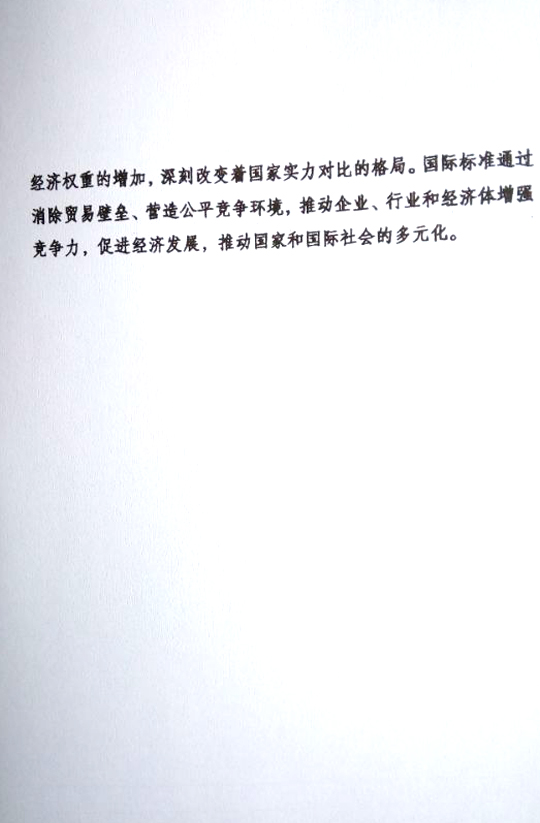 经济权重的增加，深刻改变着国家实力对比的格局。国际标准通过
消除贸易壁垒、营造公平竞争环境，推动企业、行业和经济体增强
竞争力，促进经济发展，推动国家和国际社会的多元化。